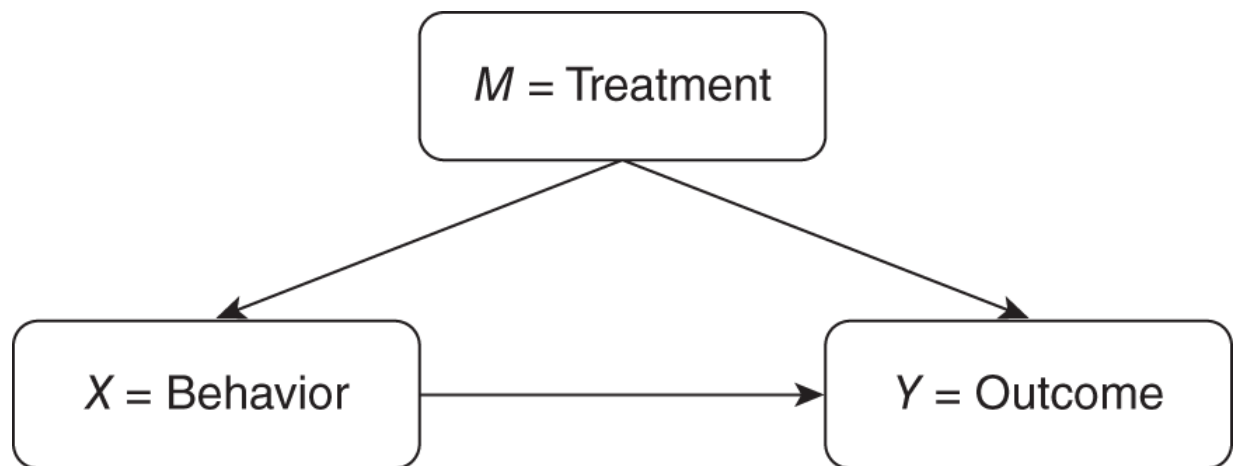 M = Treatment
X = Behavior
Y = Outcome